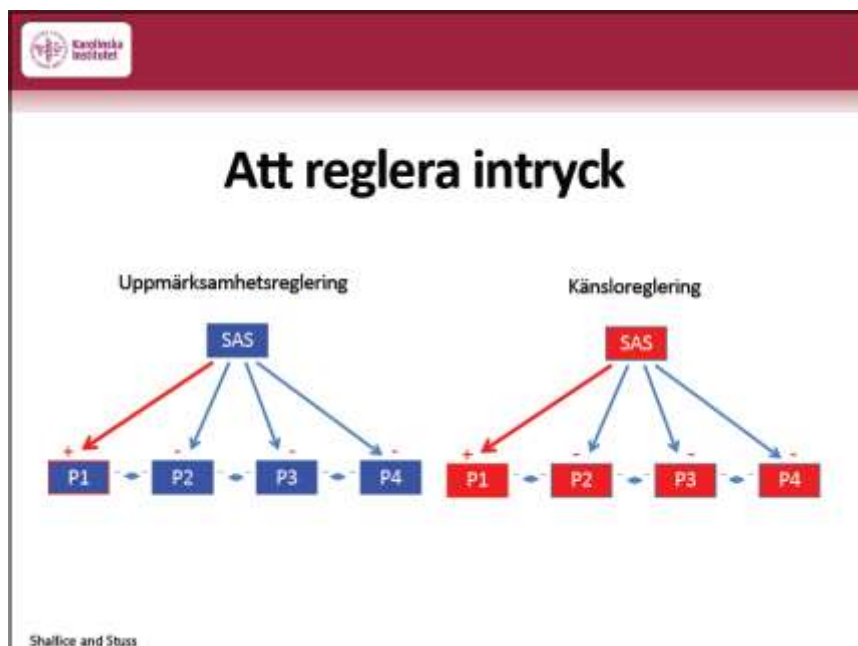 Karolinska
Institutet
Att reglera intryck
Uppmärksamhetsreglering
Känsloreglering
SAS
SAS
+ - - -
+ - - -
P1 P2 P3 P4
P1 P2 P3 P4
Shallice and Stuss